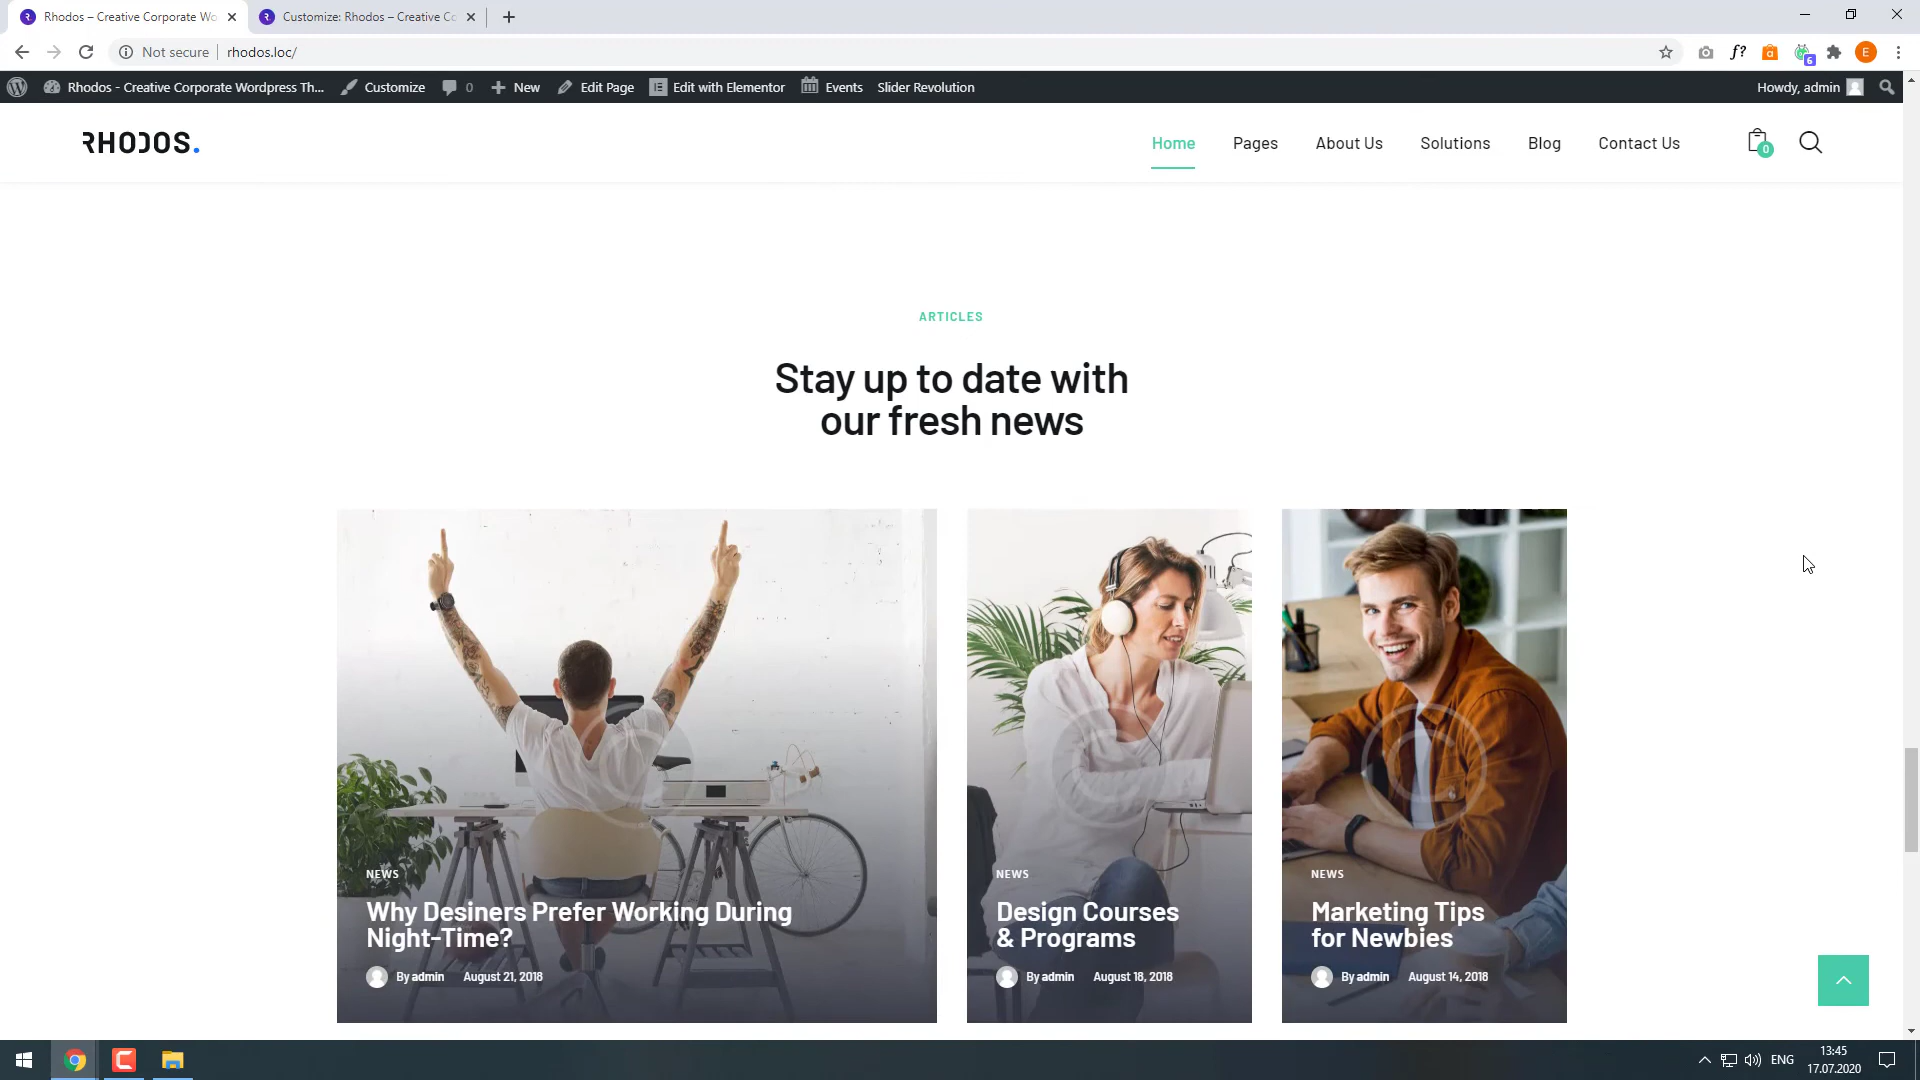 Rhodos – Creative Corporate Wo
Customize: Rhodos – Creative Co
Not secure
rhodos.loc/
f?
a
6
E
Rhodos - Creative Corporate Wordpress Th...
Customize
0
New
Edit Page
Edit with Elementor
Events
Slider Revolution
Howdy, admin
RHODOS.
Home
Pages
About Us
Solutions
Blog
Contact Us
0
ARTICLES
Stay up to date with
our fresh news
NEWS
Why Desiners Prefer Working During
Night-Time?
By admin
August 21, 2018
NEWS
Design Courses
& Programs
By admin
August 18, 2018
NEWS
Marketing Tips
for Newbies
By admin
August 14, 2018
ENG
13:45
17.07.2020